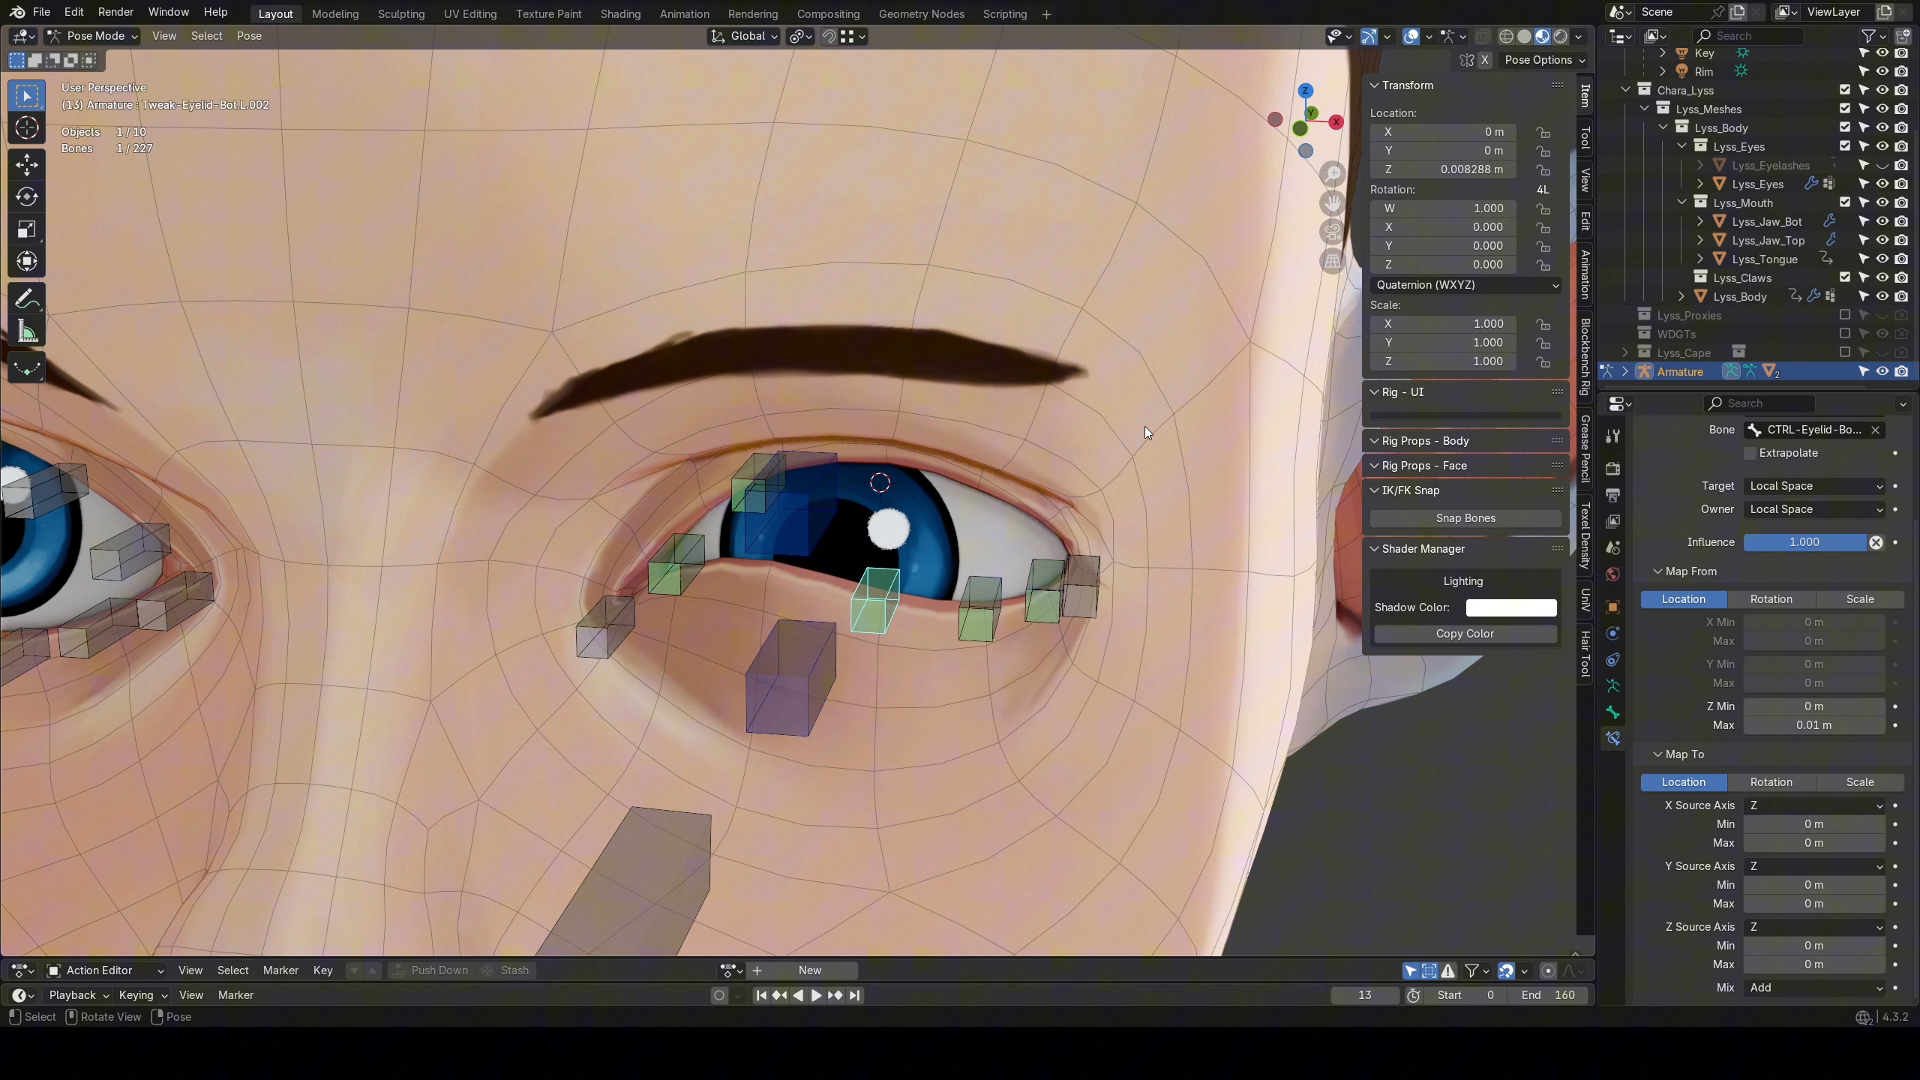 File Edit Render Window Help Layout Modeling Sculpting UV Editing Texture Paint Shading Animation Rendering Compositing Geometry Nodes Scripting + Scene ViewLayer
Pose Mode View Select Pose Global Search
X Pose Options
User Perspective
(13) Armature : Tweak-Eyelid-Bot.L.002
Objects 1 / 10
Bones 1 / 227
Z
Y
X
Transform
Location:
X 0 m
Y 0 m
Z 0.008288 m
Rotation: 4L
W 1.000
X 0.000
Y 0.000
Z 0.000
Quaternion (WXYZ)
Scale:
X 1.000
Y 1.000
Z 1.000
Rig - UI
Rig Props - Body
Rig Props - Face
IK/FK Snap
Snap Bones
Shader Manager
Lighting
Shadow Color:
Copy Color
Item
Tool
View
Edit
Animation
Blockbench Rig
Grease Pencil
Texel Density
UniV
Hair Tool
Key
Rim
Chara_Lyss
Lyss_Meshes
Lyss_Body
Lyss_Eyes
Lyss_Eyelashes
Lyss_Eyes
Lyss_Mouth
Lyss_Jaw_Bot
Lyss_Jaw_Top
Lyss_Tongue
Lyss_Claws
Lyss_Body
Lyss_Proxies
WDGTs
Lyss_Cape
Armature 2
Search
Bone CTRL-Eyelid-Bo...
Extrapolate
Target Local Space
Owner Local Space
Influence 1.000
Map From
Location Rotation Scale
X Min 0 m
Max 0 m
Y Min 0 m
Max 0 m
Z Min 0 m
Max 0.01 m
Map To
Location Rotation Scale
X Source Axis Z
Min 0 m
Max 0 m
Y Source Axis Z
Min 0 m
Max 0 m
Z Source Axis Z
Min 0 m
Max 0 m
Mix Add
Action Editor View Select Marker Key Push Down Stash + New
Playback Keying View Marker 13 Start 0 End 160
Select Rotate View Pose 4.3.2